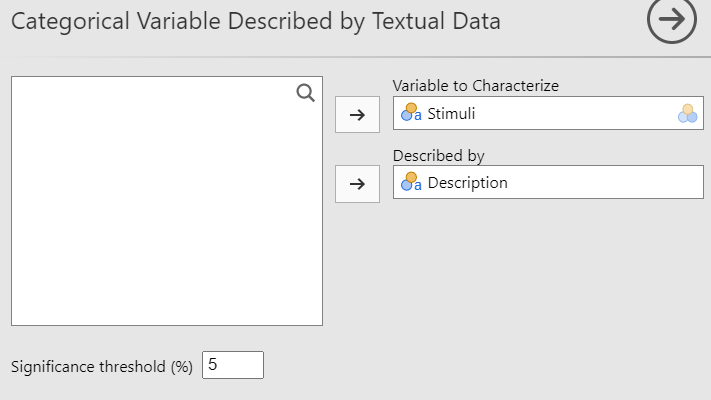 Categorical Variable Described by Textual Data
Variable to Characterize
a Stimuli
Described by
a Description
Significance threshold (%) 5